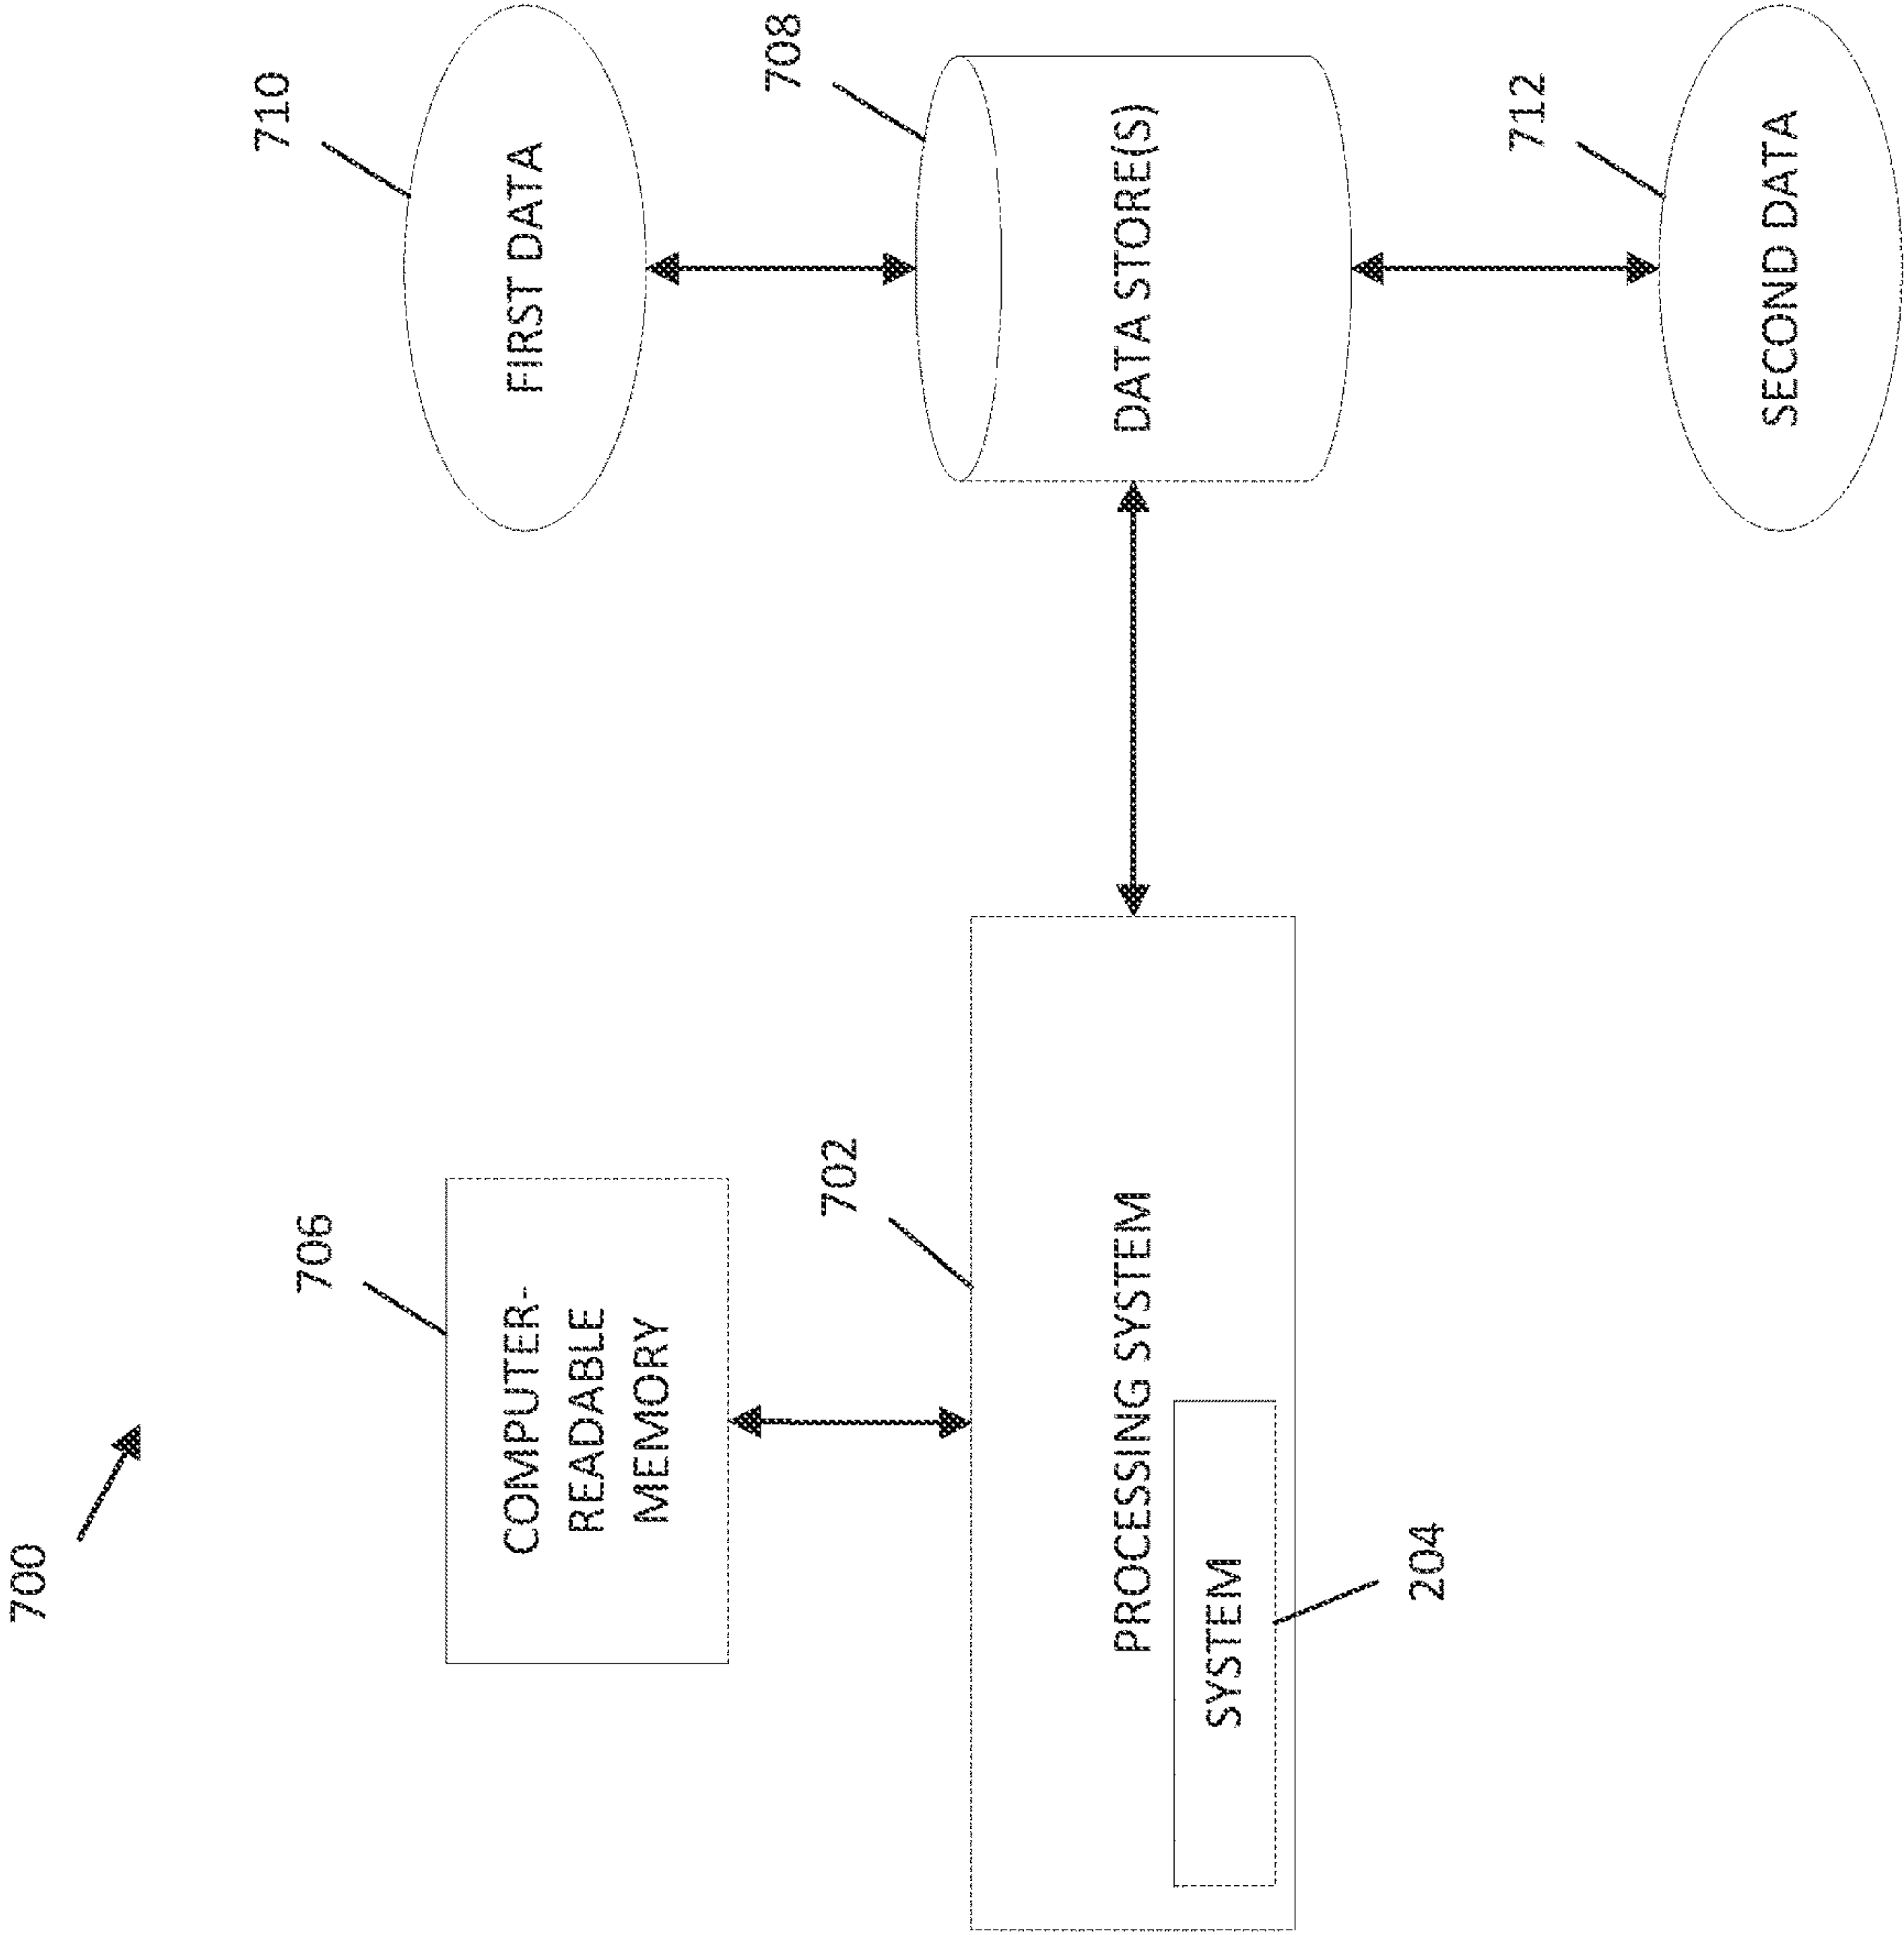 700
706
COMPUTER-
READABLE
MEMORY
702
PROCESSING SYSTEM
SYSTEM
204
710
FIRST DATA
708
DATA STORE(S)
712
SECOND DATA